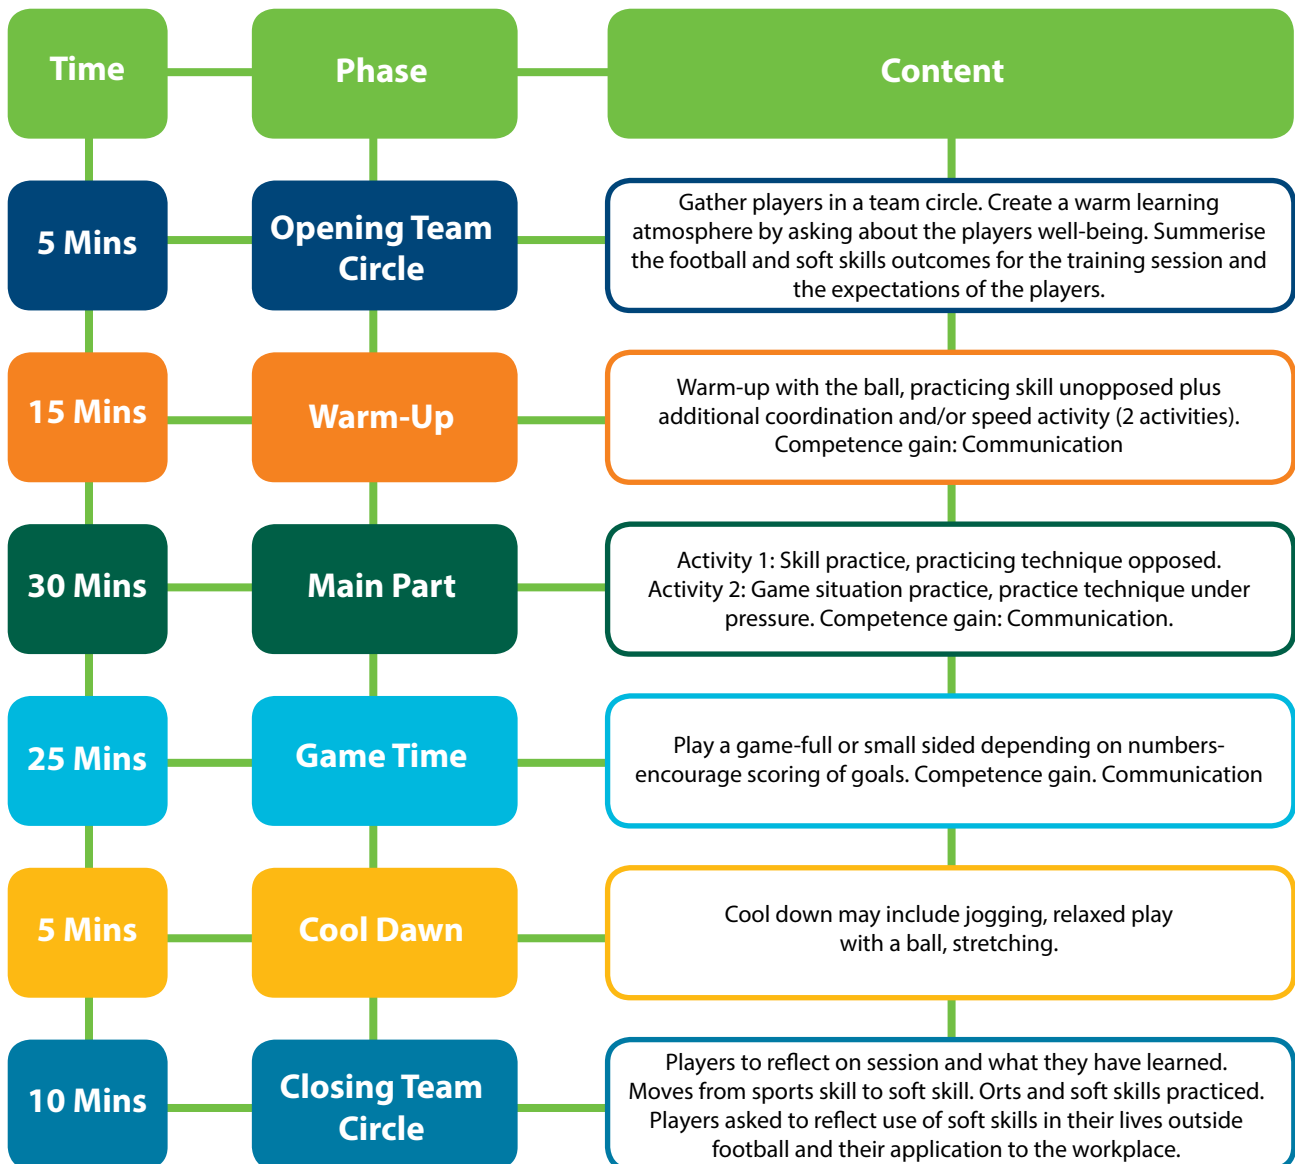 Time
Phase
Content
5 Mins
Opening Team
Circle
Gather players in a team circle. Create a warm learning
atmosphere by asking about the players well-being. Summerise
the football and soft skills outcomes for the training session and
the expectations of the players.
15 Mins
Warm-Up
Warm-up with the ball, practicing skill unopposed plus
additional coordination and/or speed activity (2 activities).
Competence gain: Communication
30 Mins
Main Part
Activity 1: Skill practice, practicing technique opposed.
Activity 2: Game situation practice, practice technique under
pressure. Competence gain: Communication.
25 Mins
Game Time
Play a game-full or small sided depending on numbers-
encourage scoring of goals. Competence gain. Communication
5 Mins
Cool Dawn
Cool down may include jogging, relaxed play
with a ball, stretching.
10 Mins
Closing Team
Circle
Players to reflect on session and what they have learned.
Moves from sports skill to soft skill. Orts and soft skills practiced.
Players asked to reflect use of soft skills in their lives outside
football and their application to the workplace.